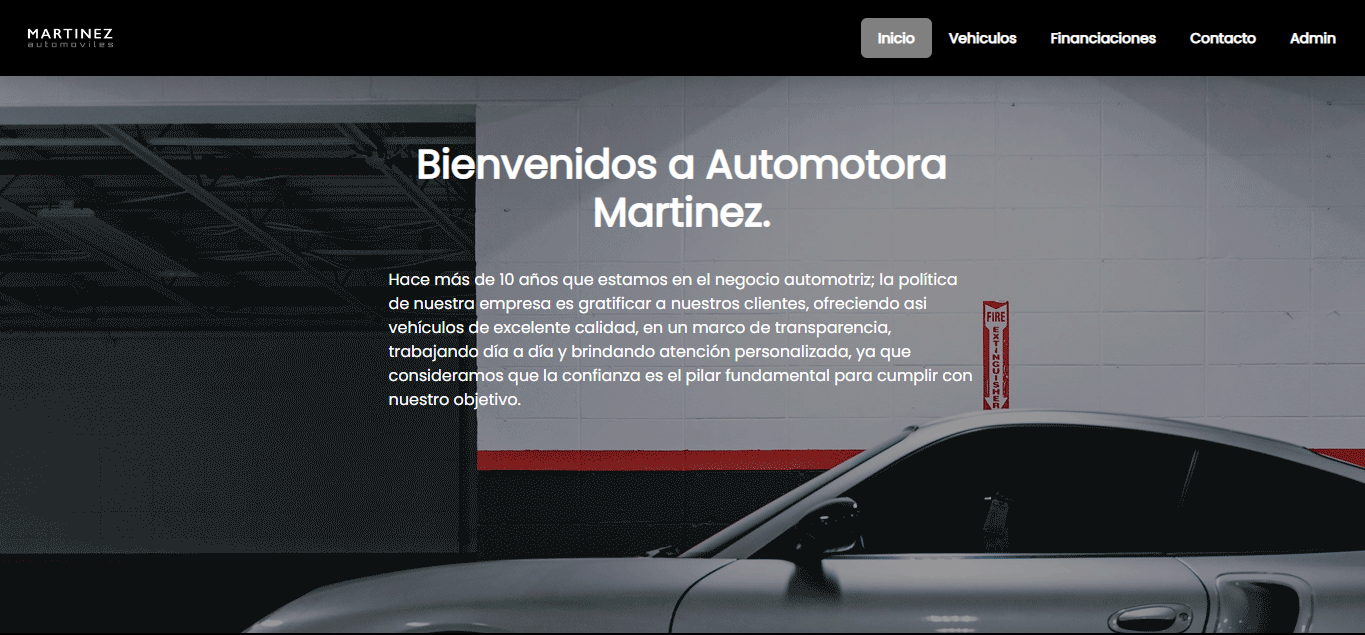 MARTINEZ
automoviles
Inicio Vehiculos Financiaciones Contacto Admin
Bienvenidos a Automotora
Martinez.
Hace más de 10 años que estamos en el negocio automotriz; la política
de nuestra empresa es gratificar a nuestros clientes, ofreciendo asi
vehículos de excelente calidad, en un marco de transparencia,
trabajando día a día y brindando atención personalizada, ya que
consideramos que la confianza es el pilar fundamental para cumplir con
nuestro objetivo.
FIRE
EXTINGUISHER